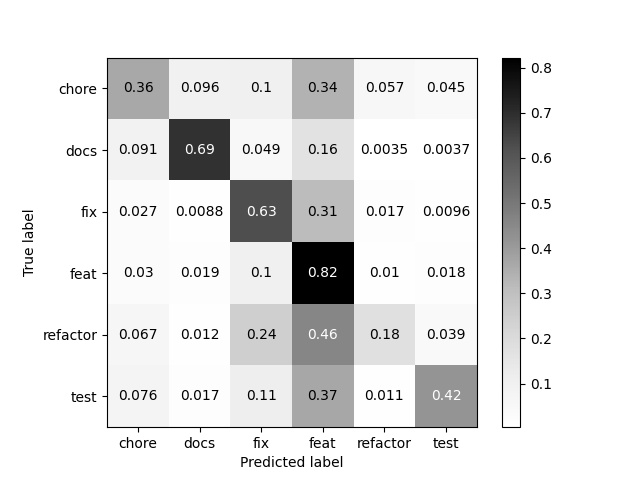 chore 0.36 0.096 0.1 0.34 0.057 0.045
docs 0.091 0.69 0.049 0.16 0.0035 0.0037
fix 0.027 0.0088 0.63 0.31 0.017 0.0096
feat 0.03 0.019 0.1 0.82 0.01 0.018
refactor 0.067 0.012 0.24 0.46 0.18 0.039
test 0.076 0.017 0.11 0.37 0.011 0.42
chore docs fix feat refactor test
Predicted label
True label
0.8
0.7
0.6
0.5
0.4
0.3
0.2
0.1